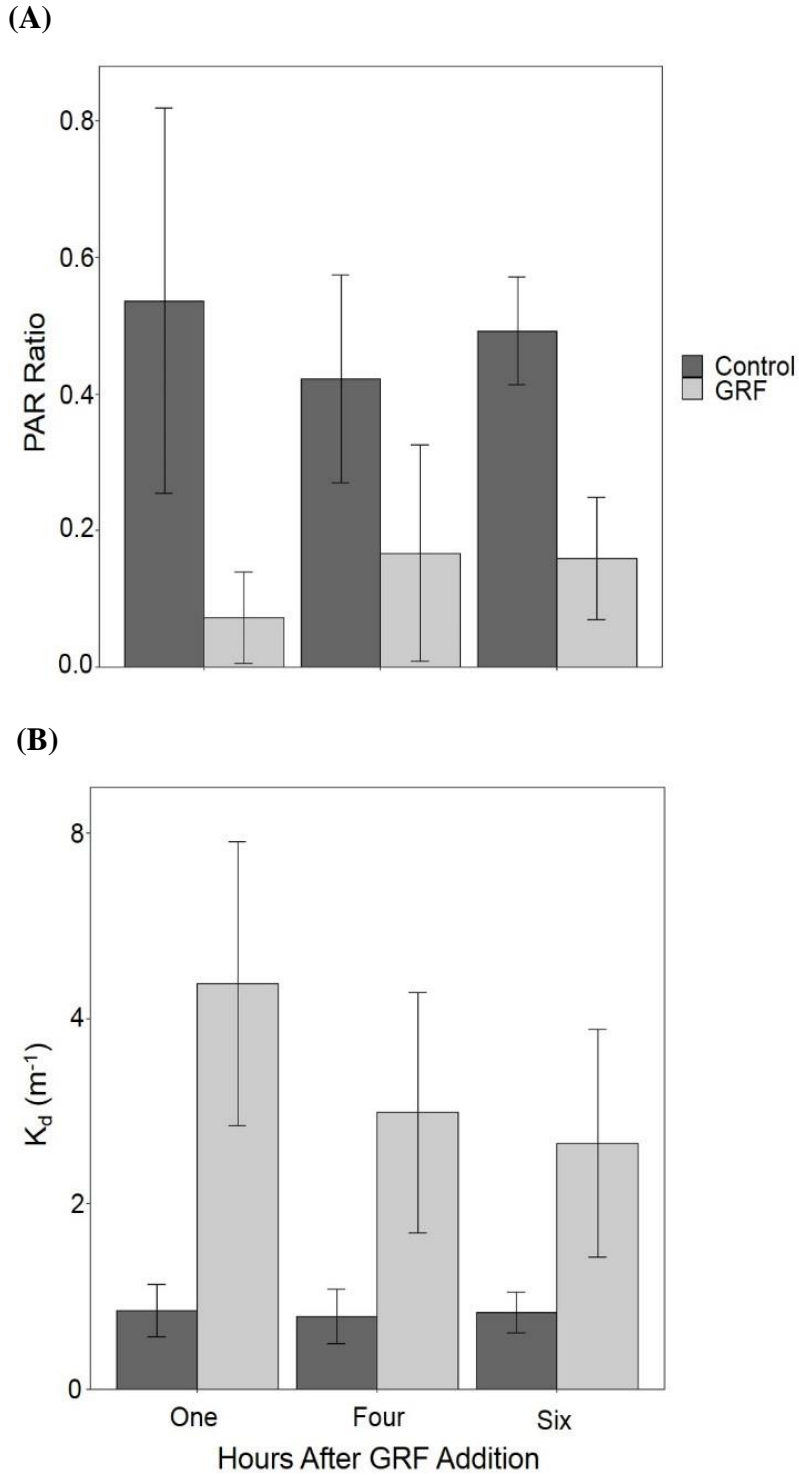 (A)
0.8
0.6
0.4
0.2
0.0
PAR Ratio
Control
GRF
(B)
8
4
2
0
K_d (m⁻¹)
One Four Six
Hours After GRF Addition